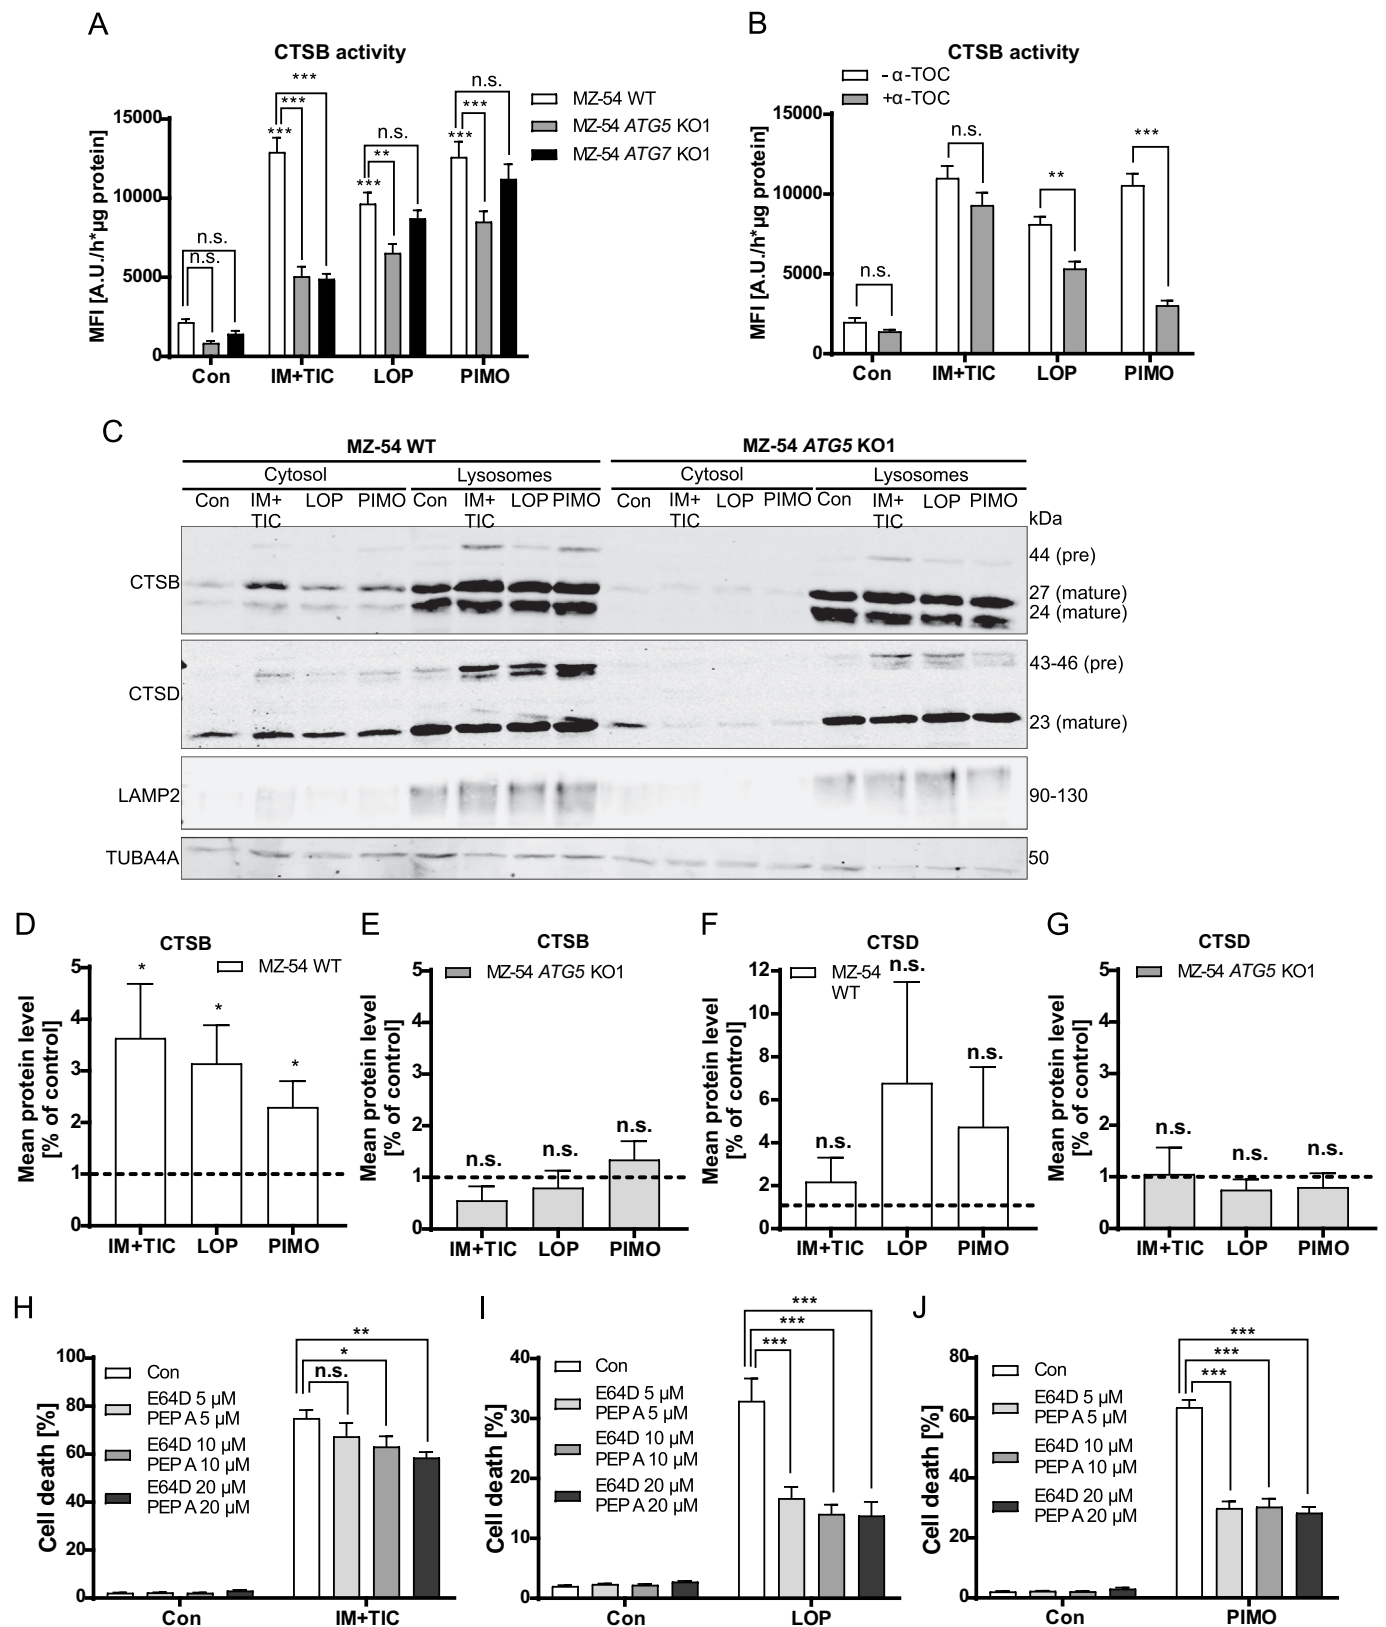 A
CTSB activity
MFI [A.U./h*µg protein]
15000
10000
5000
0
n.s.
n.s.
***
***
***
n.s.
**
***
n.s.
***
***
MZ-54 WT
MZ-54 ATG5 KO1
MZ-54 ATG7 KO1
Con IM+TIC LOP PIMO
B
CTSB activity
- α-TOC
+α-TOC
MFI [A.U./h*µg protein]
15000
10000
5000
0
n.s.
n.s.
**
***
Con IM+TIC LOP PIMO
C
MZ-54 WT MZ-54 ATG5 KO1
Cytosol Lysosomes Cytosol Lysosomes
Con IM+ LOP PIMO Con IM+ LOP PIMO Con IM+ LOP PIMO Con IM+ LOP PIMO
TIC TIC TIC TIC
kDa
44 (pre)
CTSB
27 (mature)
24 (mature)
43-46 (pre)
CTSD
23 (mature)
LAMP2 90-130
TUBA4A 50
D
CTSB
MZ-54 WT
Mean protein level
[% of control]
5
4
3
2
1
0
*
*
*
IM+TIC LOP PIMO
E
CTSB
MZ-54 ATG5 KO1
Mean protein level
[% of control]
5
4
3
2
1
0
n.s.
n.s.
n.s.
IM+TIC LOP PIMO
F
CTSD
MZ-54
WT
Mean protein level
[% of control]
12
10
8
6
4
2
0
n.s.
n.s.
n.s.
IM+TIC LOP PIMO
G
CTSD
MZ-54 ATG5 KO1
Mean protein level
[% of control]
5
4
3
2
1
0
n.s.
n.s.
n.s.
IM+TIC LOP PIMO
H
Cell death [%]
100
80
60
40
20
0
Con
E64D 5 µM
PEP A 5 µM
E64D 10 µM
PEP A 10 µM
E64D 20 µM
PEP A 20 µM
**
*
n.s.
Con IM+TIC
I
Cell death [%]
40
30
20
10
0
Con
E64D 5 µM
PEP A 5 µM
E64D 10 µM
PEP A 10 µM
E64D 20 µM
PEP A 20 µM
***
***
***
Con LOP
J
Cell death [%]
80
60
40
20
0
Con
E64D 5 µM
PEP A 5 µM
E64D 10 µM
PEP A 10 µM
E64D 20 µM
PEP A 20 µM
***
***
***
Con PIMO